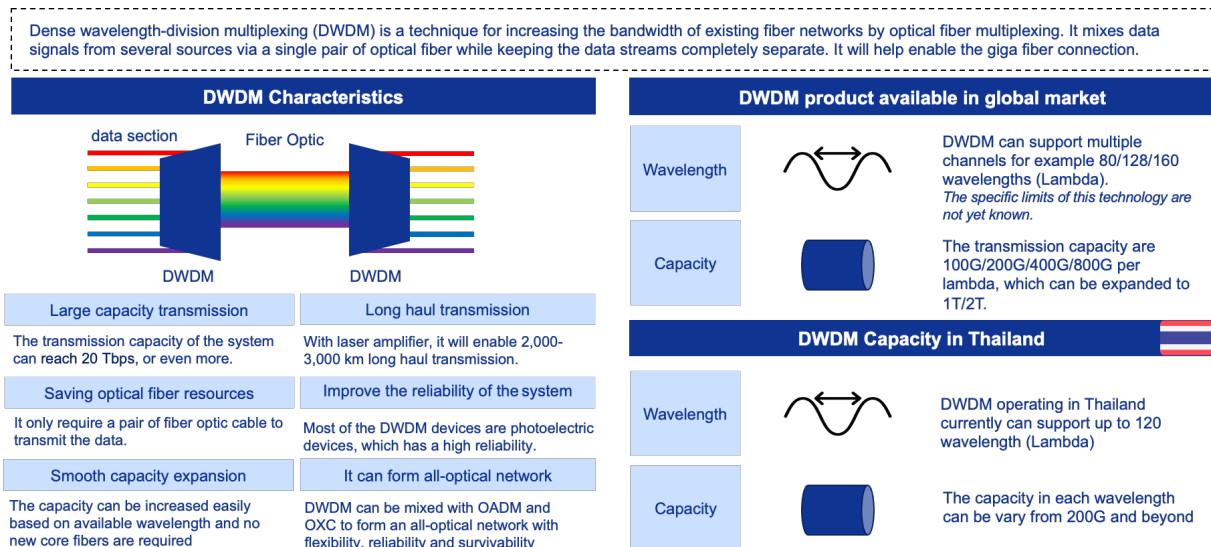 Dense wavelength-division multiplexing (DWDM) is a technique for increasing the bandwidth of existing fiber networks by optical fiber multiplexing. It mixes data
signals from several sources via a single pair of optical fiber while keeping the data streams completely separate. It will help enable the giga fiber connection.
DWDM Characteristics
data section
Fiber Optic
DWDM
DWDM
Large capacity transmission
The transmission capacity of the system
can reach 20 Tbps, or even more.
Long haul transmission
With laser amplifier, it will enable 2,000-
3,000 km long haul transmission.
Saving optical fiber resources
It only require a pair of fiber optic cable to
transmit the data.
Improve the reliability of the system
Most of the DWDM devices are photoelectric
devices, which has a high reliability.
Smooth capacity expansion
The capacity can be increased easily
based on available wavelength and no
new core fibers are required
It can form all-optical network
DWDM can be mixed with OADM and
OXC to form an all-optical network with
flexibility, reliability and survivability
DWDM product available in global market
Wavelength
DWDM can support multiple
channels for example 80/128/160
wavelengths (Lambda).
The specific limits of this technology are
not yet known.
Capacity
The transmission capacity are
100G/200G/400G/800G per
lambda, which can be expanded to
1T/2T.
DWDM Capacity in Thailand
Wavelength
DWDM operating in Thailand
currently can support up to 120
wavelength (Lambda)
Capacity
The capacity in each wavelength
can be vary from 200G and beyond